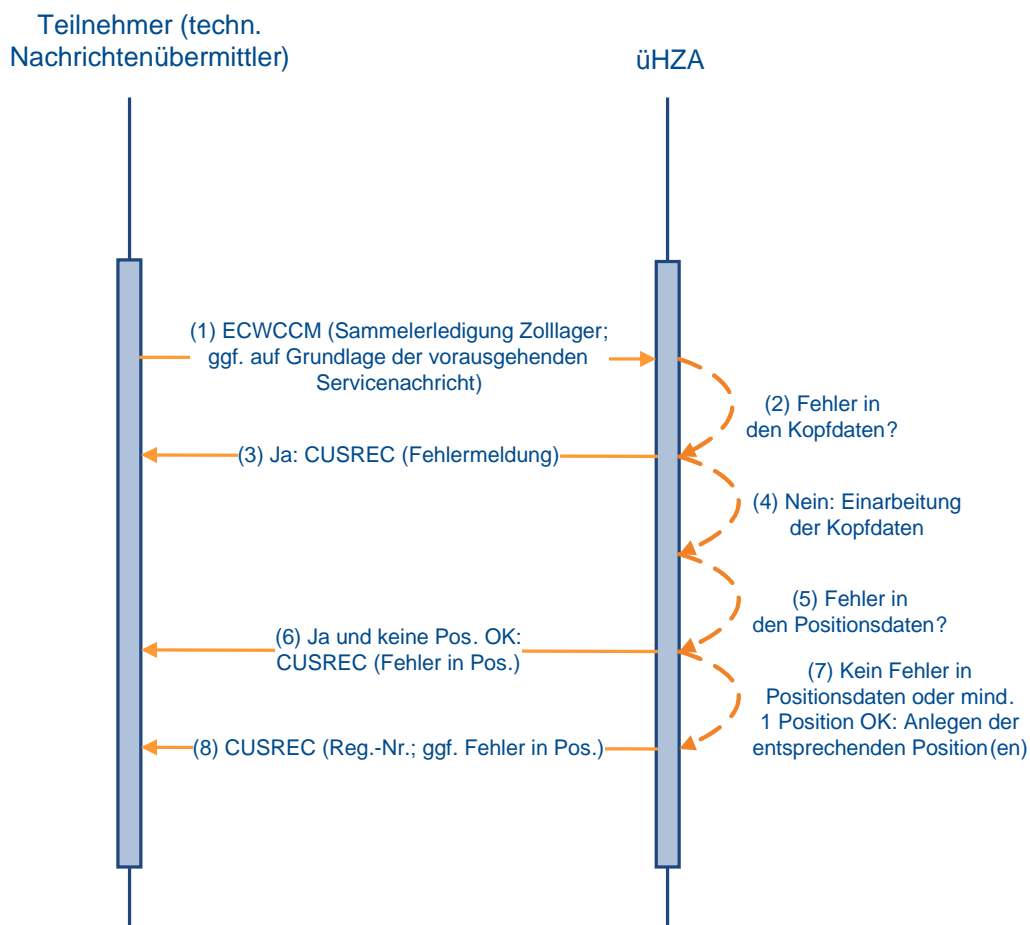 Teilnehmer (techn.
Nachrichtenübermittler)
üHZA
(1) ECWCCM (Sammelerledigung Zolllager;
ggf. auf Grundlage der vorausgehenden
Servicenachricht)
(2) Fehler in
den Kopfdaten?
(3) Ja: CUSREC (Fehlermeldung)
(4) Nein: Einarbeitung
der Kopfdaten
(5) Fehler in
den Positionsdaten?
(6) Ja und keine Pos. OK:
CUSREC (Fehler in Pos.)
(7) Kein Fehler in
Positionsdaten oder mind.
1 Position OK: Anlegen der
entsprechenden Position(en)
(8) CUSREC (Reg.-Nr.; ggf. Fehler in Pos.)